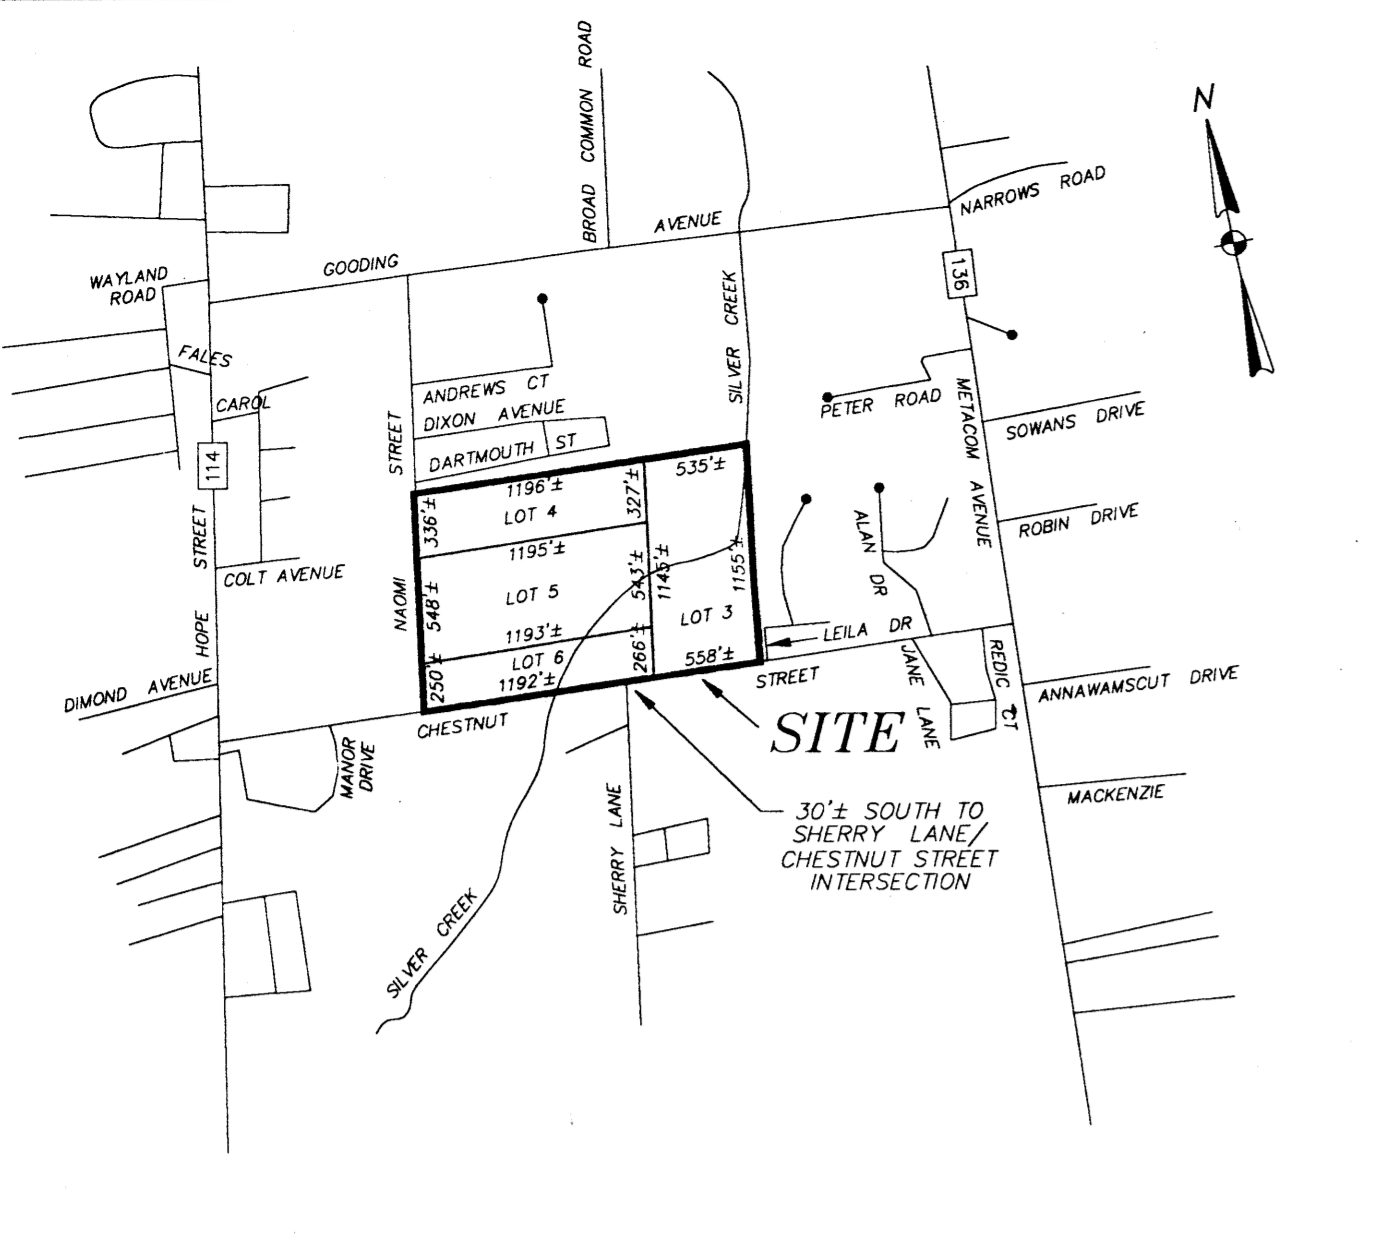 N
BROAD COMMON ROAD
AVENUE
NARROWS ROAD
GOODING
WAYLAND
ROAD
136
SILVER CREEK
FALES
CAROL
ANDREWS CT
DIXON AVENUE
DARTMOUTH ST
PETER ROAD
METACOM AVENUE
SOWANS DRIVE
114
STREET
535'±
1196'±
327'±
336'±
LOT 4
1195'±
ROBIN DRIVE
ALAN DR
HOPE STREET
COLT AVENUE
NAOMI
548'±
LOT 5
543'±
1145'±
1155'±
LOT 3
1193'±
LEILA DR
250'±
LOT 6
266'±
558'±
1192'±
STREET
JANE LANE
REDIC CT
ANNAWAMSCUT DRIVE
DIMOND AVENUE
CHESTNUT
SITE
MANOR
DRIVE
MACKENZIE
30'± SOUTH TO
SHERRY LANE/
CHESTNUT STREET
INTERSECTION
SHERRY LANE
SILVER CREEK